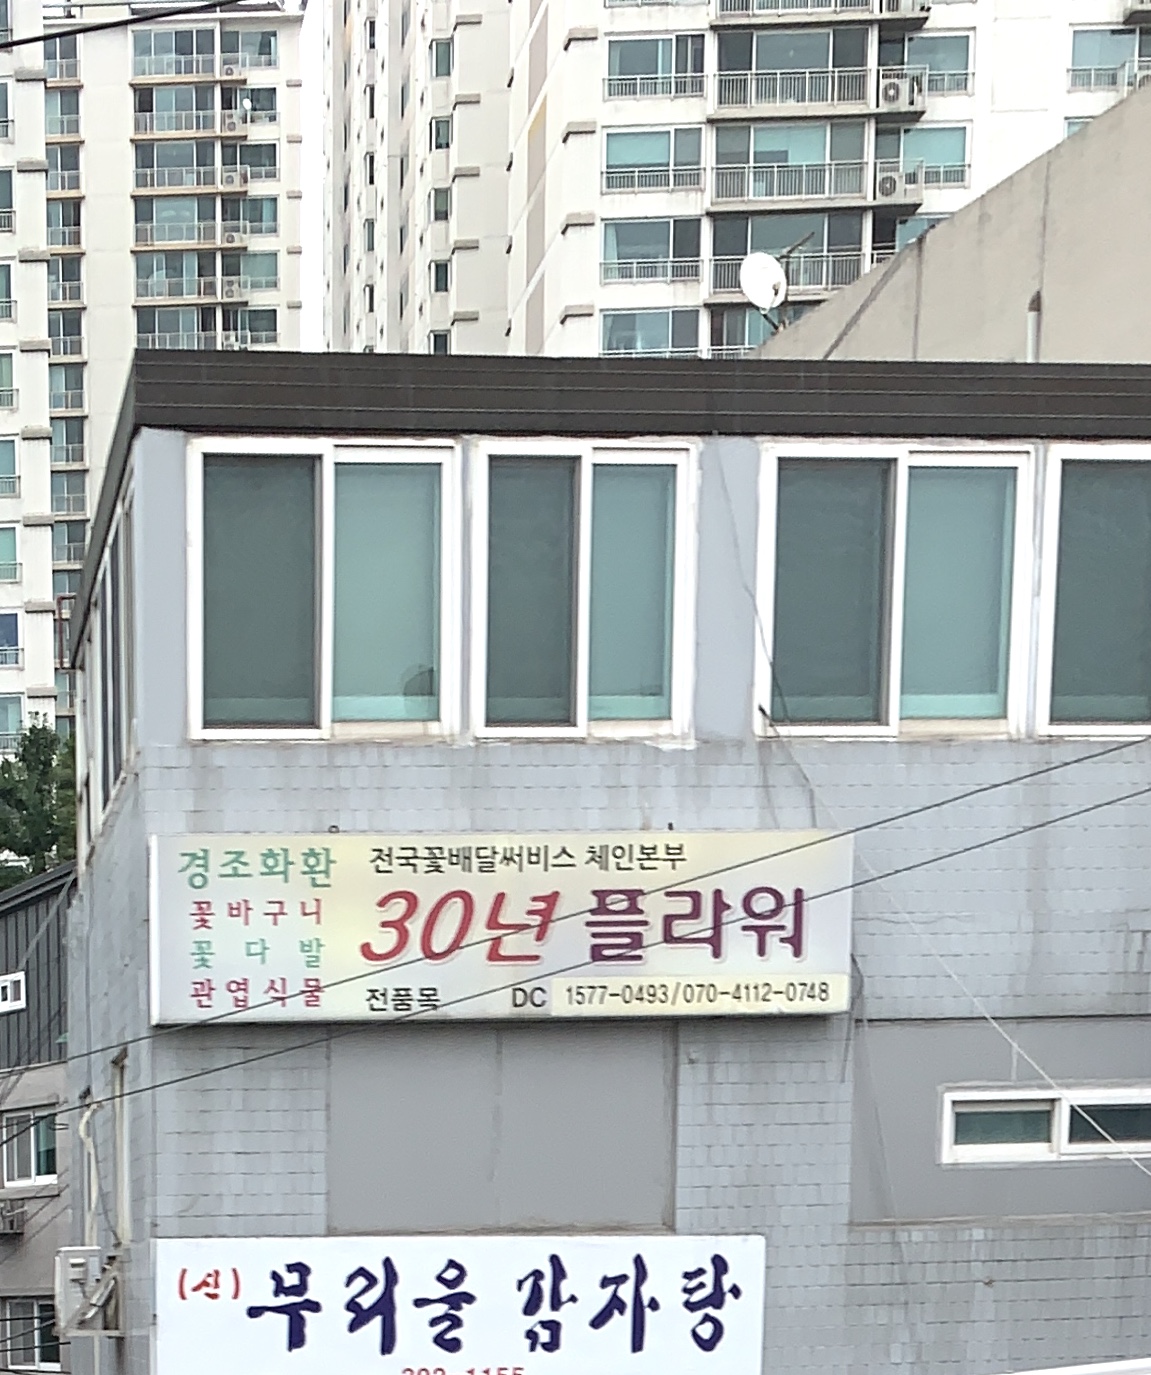 경조화환
꽃바구니
꽃다발
관엽식물
전국꽃배달써비스 체인본부
30년 플라워
전품목 DC 1577-0493/070-4112-0748
(신) 무리울 감자탕